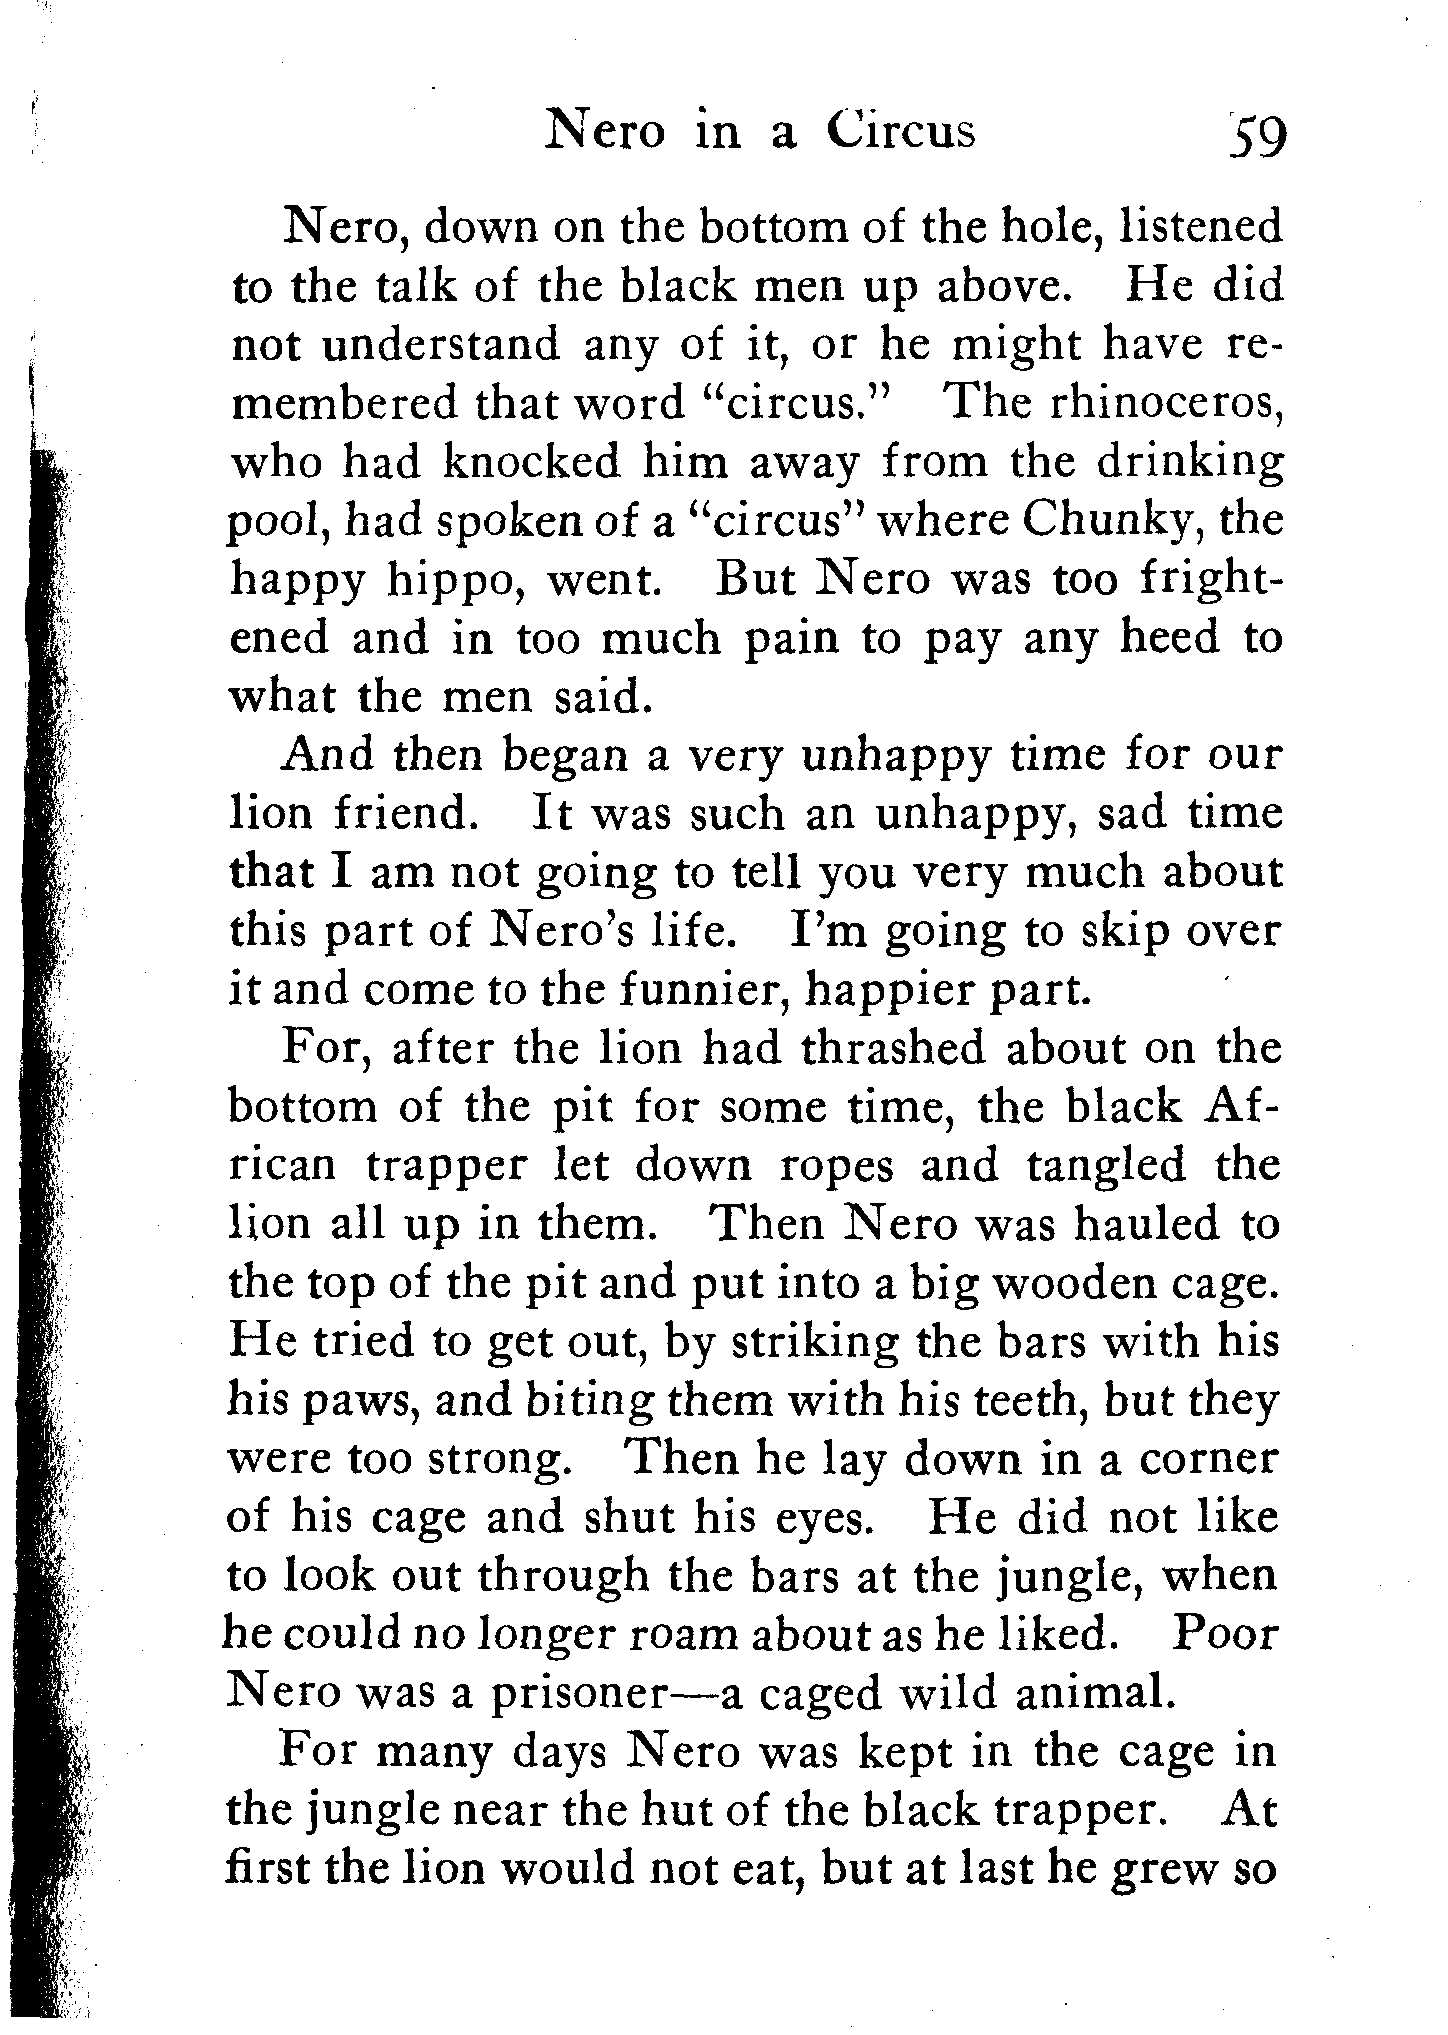 Nero in a Circus 59
Nero, down on the bottom of the hole, listened
to the talk of the black men up above. He did
not understand any of it, or he might have re-
membered that word "circus." The rhinoceros,
who had knocked him away from the drinking
pool, had spoken of a "circus" where Chunky, the
happy hippo, went. But Nero was too fright-
ened and in too much pain to pay any heed to
what the men said.
And then began a very unhappy time for our
lion friend. It was such an unhappy, sad time
that I am not going to tell you very much about
this part of Nero's life. I'm going to skip over
it and come to the funnier, happier part.
For, after the lion had thrashed about on the
bottom of the pit for some time, the black Af-
rican trapper let down ropes and tangled the
lion all up in them. Then Nero was hauled to
the top of the pit and put into a big wooden cage.
He tried to get out, by striking the bars with his
his paws, and biting them with his teeth, but they
were too strong. Then he lay down in a corner
of his cage and shut his eyes. He did not like
to look out through the bars at the jungle, when
he could no longer roam about as he liked. Poor
Nero was a prisoner—a caged wild animal.
For many days Nero was kept in the cage in
the jungle near the hut of the black trapper. At
first the lion would not eat, but at last he grew so